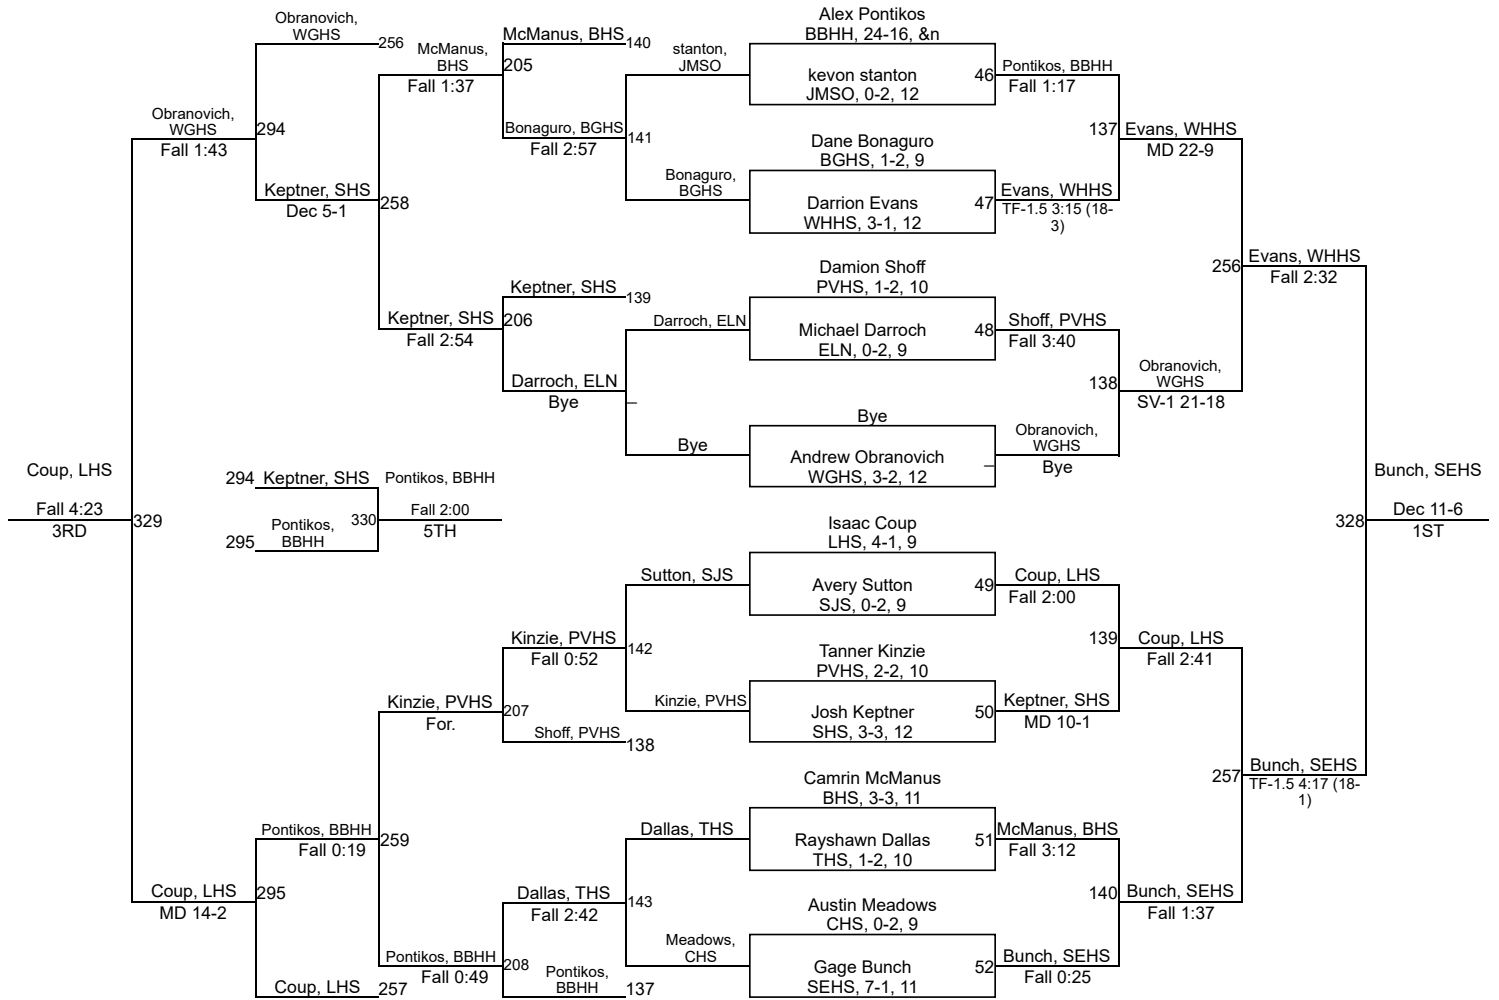 Obranovich,
WGHS
256
McManus,
BHS
Fall 1:37
McManus, BHS
140
205
Bonaguro, BGHS
Fall 2:57
141
stanton,
JMSO
Bonaguro,
BGHS
Alex Pontikos
BBHH, 24-16, &n
kevon stanton
JMSO, 0-2, 12
46
Pontikos, BBHH
Fall 1:17
Dane Bonaguro
BGHS, 1-2, 9
Darrion Evans
WHHS, 3-1, 12
47
Evans, WHHS
TF-1.5 3:15 (18-
3)
137
Evans, WHHS
MD 22-9
Obranovich,
WGHS
Fall 1:43
294
Keptner, SHS
Dec 5-1
258
Keptner, SHS
Fall 2:54
Keptner, SHS
139
206
Darroch, ELN
Bye
Darroch, ELN
Bye
Damion Shoff
PVHS, 1-2, 10
Michael Darroch
ELN, 0-2, 9
48
Shoff, PVHS
Fall 3:40
Bye
Andrew Obranovich
WGHS, 3-2, 12
Obranovich,
WGHS
Bye
138
Obranovich,
WGHS
SV-1 21-18
256
Evans, WHHS
Fall 2:32
Coup, LHS
Fall 4:23
3RD
329
294
Keptner, SHS
295
Pontikos,
BBHH
330
Pontikos, BBHH
Fall 2:00
5TH
328
Bunch, SEHS
Dec 11-6
1ST
Sutton, SJS
Isaac Coup
LHS, 4-1, 9
Avery Sutton
SJS, 0-2, 9
49
Coup, LHS
Fall 2:00
Kinzie, PVHS
Fall 0:52
142
Kinzie, PVHS
Tanner Kinzie
PVHS, 2-2, 10
Josh Keptner
SHS, 3-3, 12
50
Keptner, SHS
MD 10-1
139
Coup, LHS
Fall 2:41
Kinzie, PVHS
For.
207
Shoff, PVHS
138
257
Bunch, SEHS
TF-1.5 4:17 (18-
1)
Pontikos, BBHH
Fall 0:19
259
Dallas, THS
Camrin McManus
BHS, 3-3, 11
Rayshawn Dallas
THS, 1-2, 10
51
McManus, BHS
Fall 3:12
Coup, LHS
MD 14-2
295
Dallas, THS
Fall 2:42
143
Meadows,
CHS
Austin Meadows
CHS, 0-2, 9
Gage Bunch
SEHS, 7-1, 11
52
Bunch, SEHS
Fall 0:25
140
Bunch, SEHS
Fall 1:37
Pontikos, BBHH
Fall 0:49
208
Pontikos,
BBHH
137
Coup, LHS
257